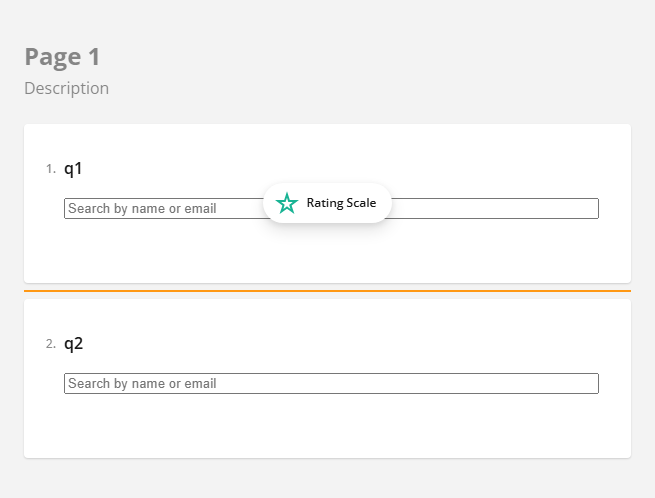 Page 1
Description
1. q1
Search by name or email
Rating Scale
2. q2
Search by name or email